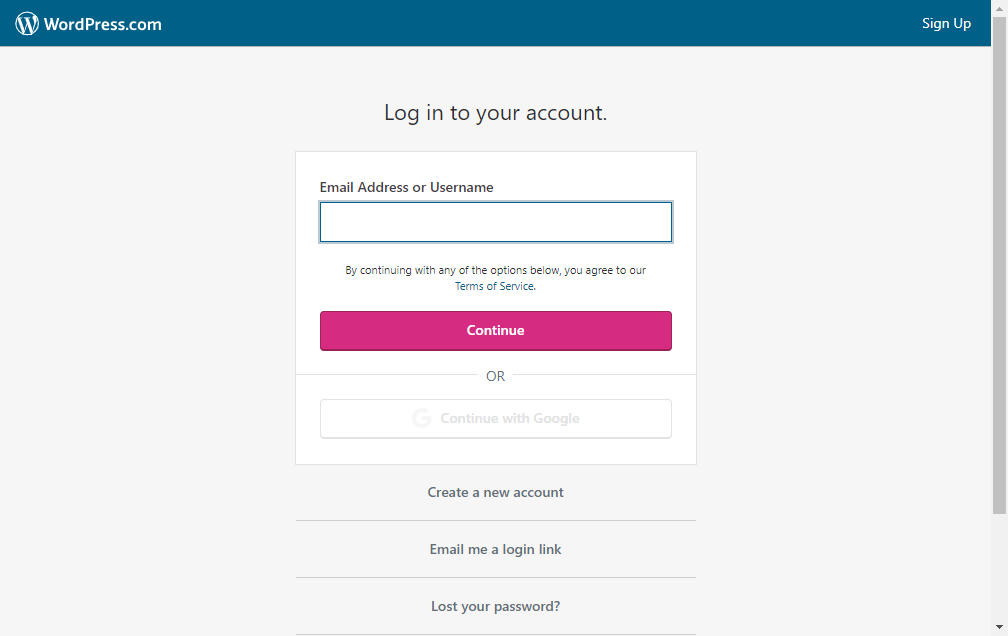 WordPress.com
Sign Up
Log in to your account.
Email Address or Username
By continuing with any of the options below, you agree to our
Terms of Service.
Continue
OR
Continue with Google
Create a new account
Email me a login link
Lost your password?